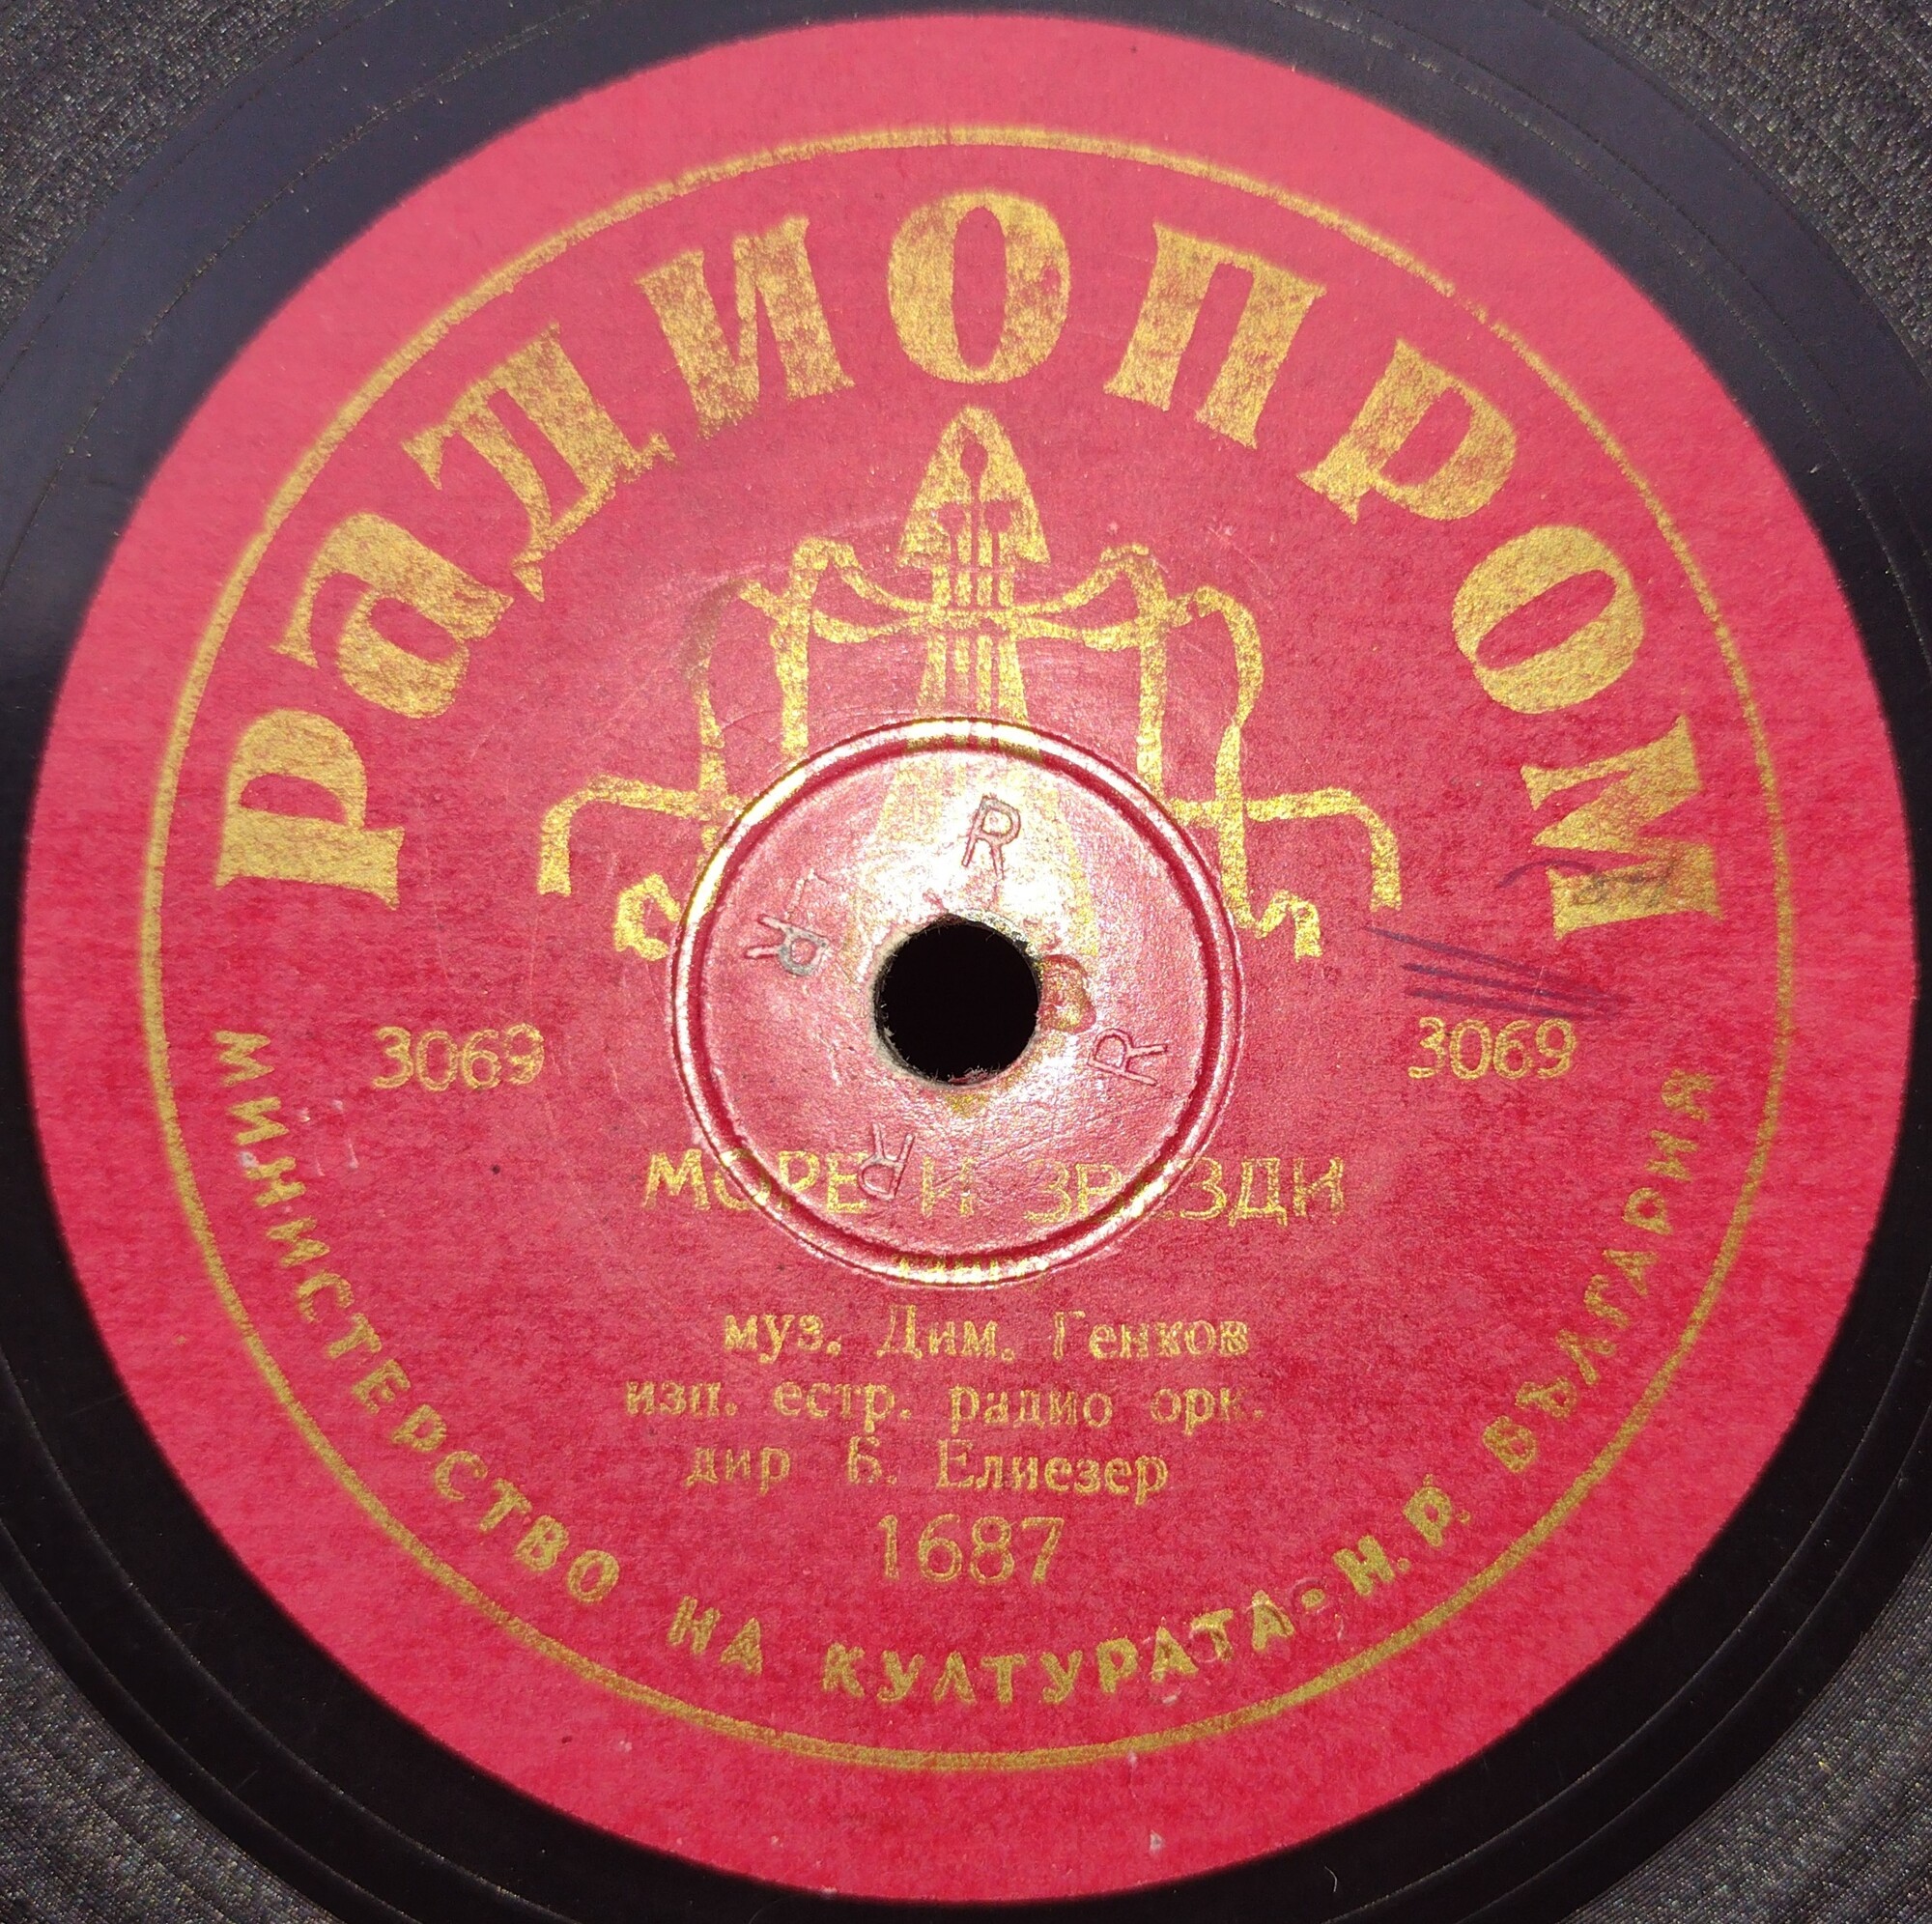 РАДИОПРОМ
R
R
R
R
3069 3069
МОРЕ И ЗВЕЗДИ
муз. Дим. Генков
изп. естр. радио орк.
дир Б. Елиезер
1687
МИНИСТЕРСТВО НА КУЛТУРАТА - Н. Р. БЪЛГАРИЯ